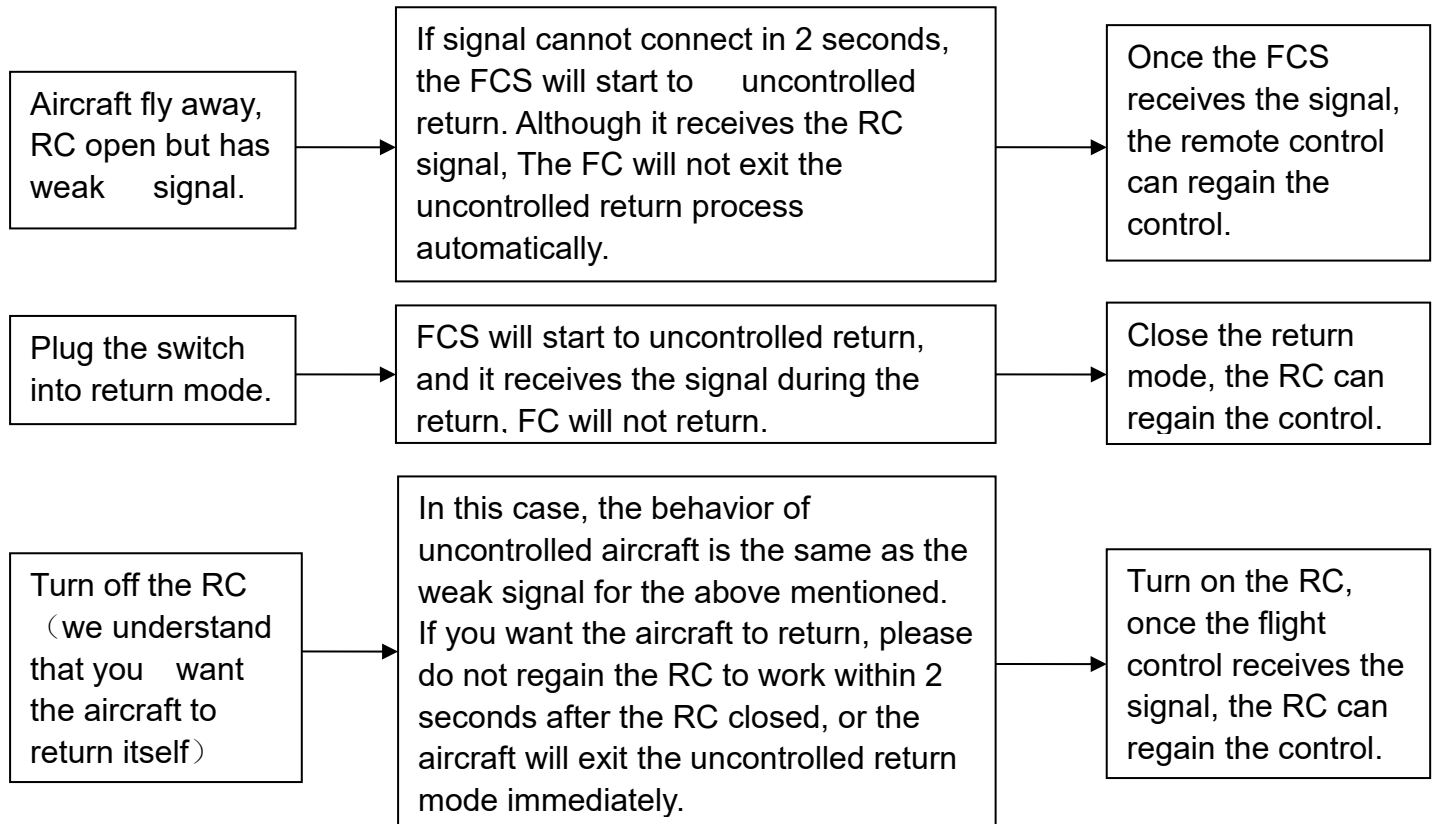 Aircraft fly away,
RC open but has
weak signal.
If signal cannot connect in 2 seconds,
the FCS will start to uncontrolled
return. Although it receives the RC
signal, The FC will not exit the
uncontrolled return process
automatically.
Once the FCS
receives the signal,
the remote control
can regain the
control.
Plug the switch
into return mode.
FCS will start to uncontrolled return,
and it receives the signal during the
return, FC will not return.
Close the return
mode, the RC can
regain the control.
Turn off the RC
（we understand
that you want
the aircraft to
return itself）
In this case, the behavior of
uncontrolled aircraft is the same as the
weak signal for the above mentioned.
If you want the aircraft to return, please
do not regain the RC to work within 2
seconds after the RC closed, or the
aircraft will exit the uncontrolled return
mode immediately.
Turn on the RC,
once the flight
control receives the
signal, the RC can
regain the control.